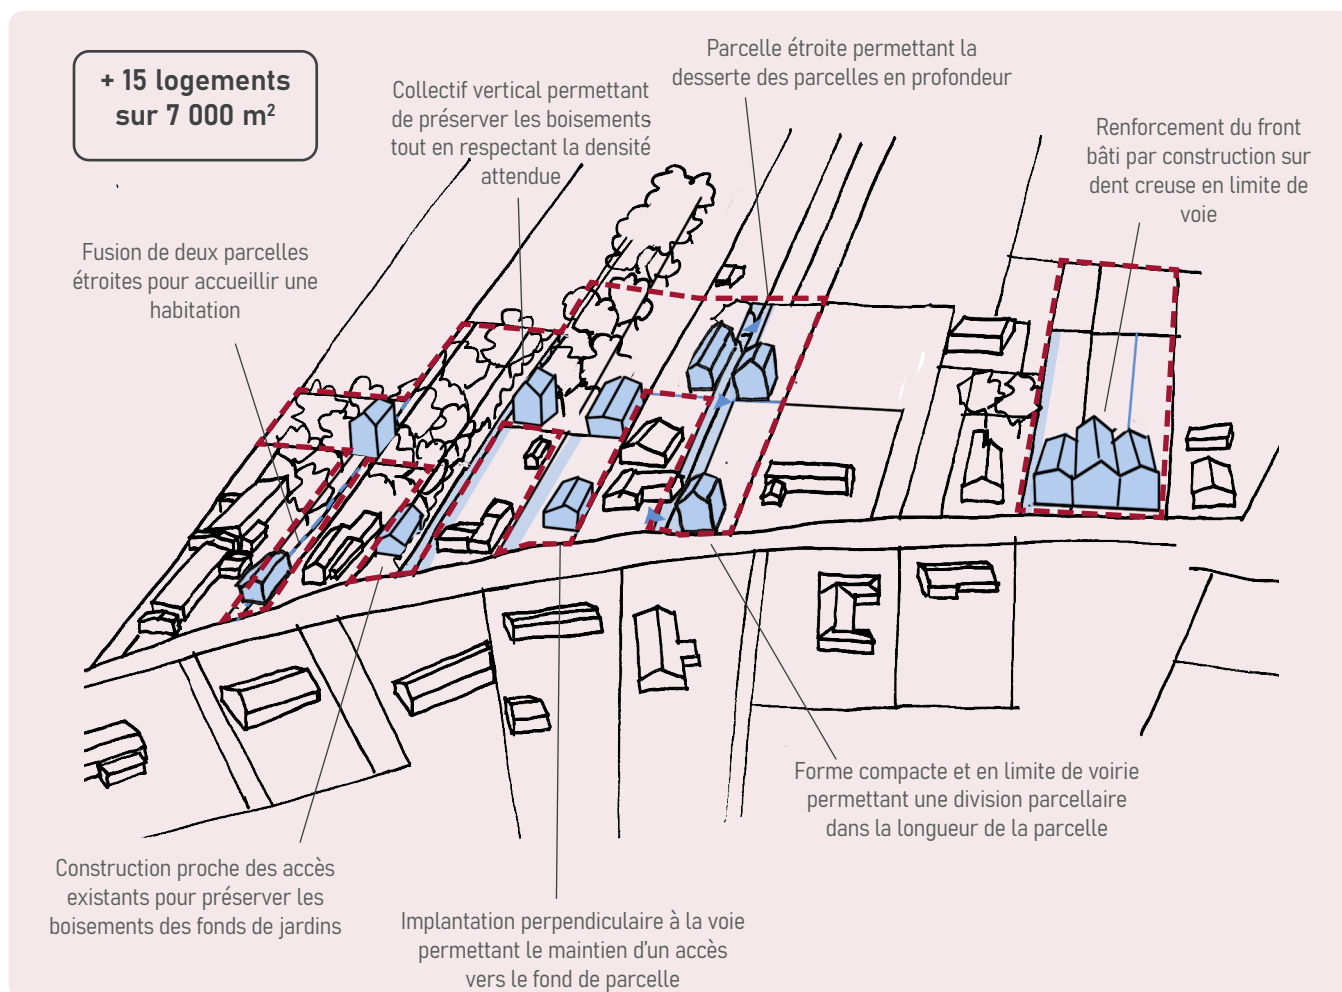 + 15 logements
sur 7 000 m²
Parcelle étroite permettant la
desserte des parcelles en profondeur
Collectif vertical permettant
de préserver les boisements
tout en respectant la densité
attendue
Renforcement du front
bâti par construction sur
dent creuse en limite de
voie
Fusion de deux parcelles
étroites pour accueillir une
habitation
Forme compacte et en limite de voirie
permettant une division parcellaire
dans la longueur de la parcelle
Construction proche des accès
existants pour préserver les
boisements des fonds de jardins
Implantation perpendiculaire à la voie
permettant le maintien d'un accès
vers le fond de parcelle